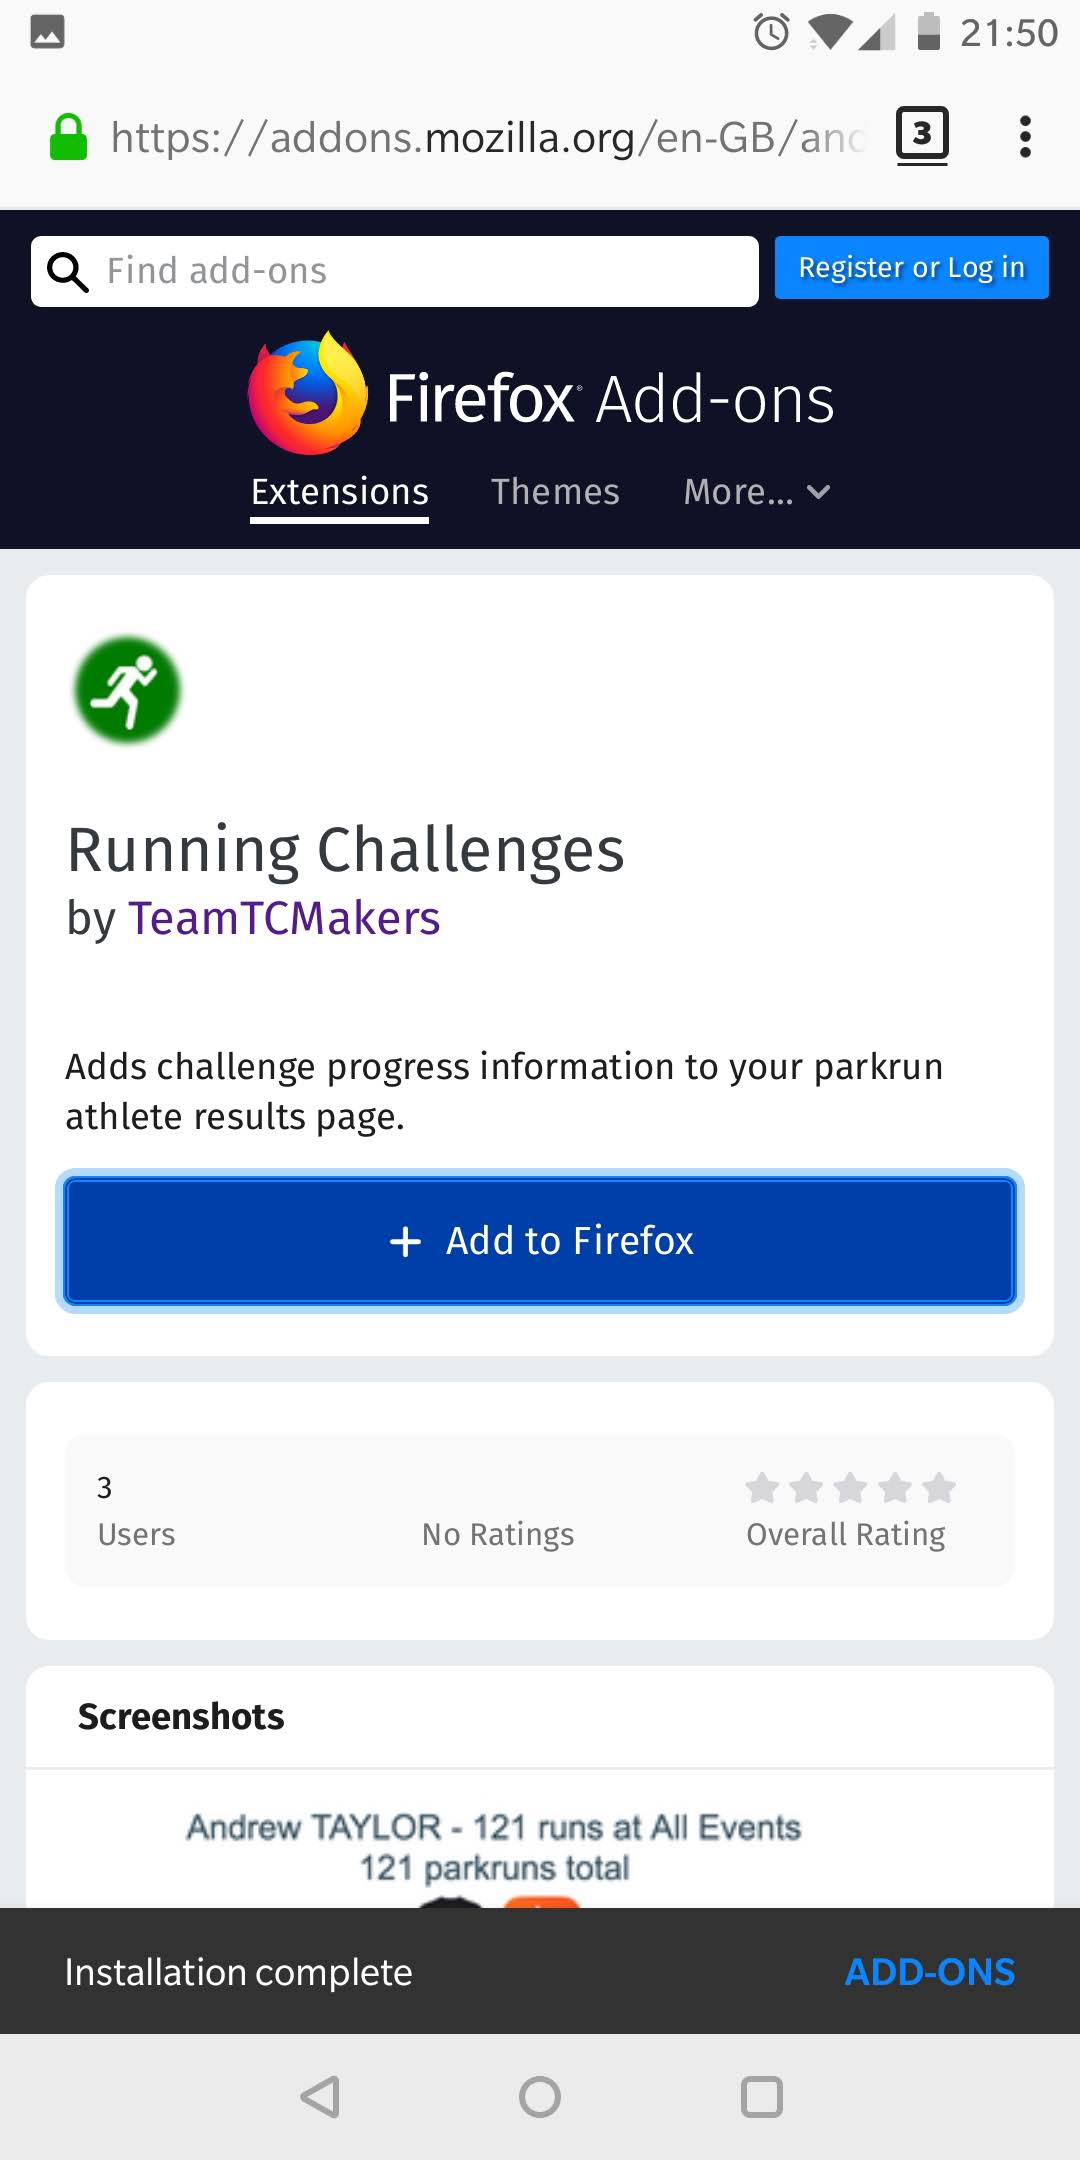 21:50
https://addons.mozilla.org/en-GB/and
3
Find add-ons
Register or Log in
Firefox Add-ons
Extensions Themes More...
Running Challenges
by TeamTCMakers
Adds challenge progress information to your parkrun
athlete results page.
+ Add to Firefox
3
Users No Ratings Overall Rating
Screenshots
Andrew TAYLOR - 121 runs at All Events
121 parkruns total
Installation complete ADD-ONS